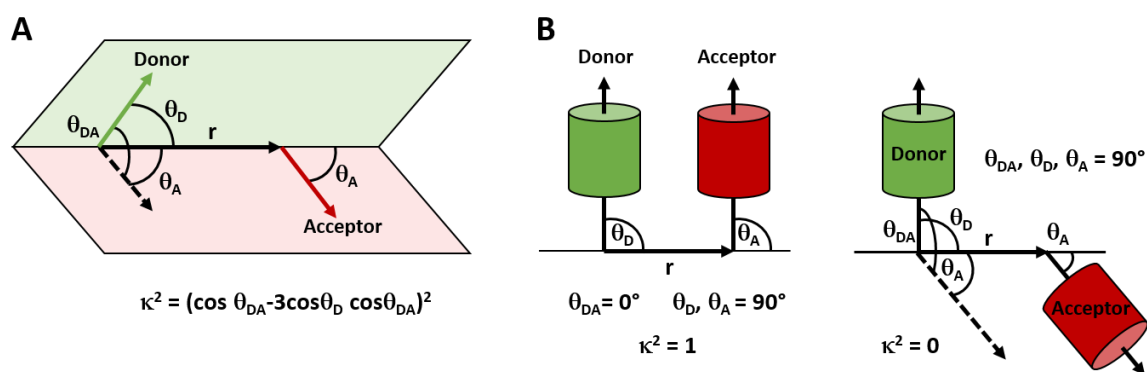 A
Donor
θD
θDA
r
θA
θA
Acceptor
κ² = (cos θDA-3cosθD cosθDA)²
B
Donor
Acceptor
θD
θA
r
θDA= 0°
θD, θA = 90°
κ² = 1
Donor
θDA, θD, θA = 90°
θD
θDA
r
θA
θA
Acceptor
κ² = 0